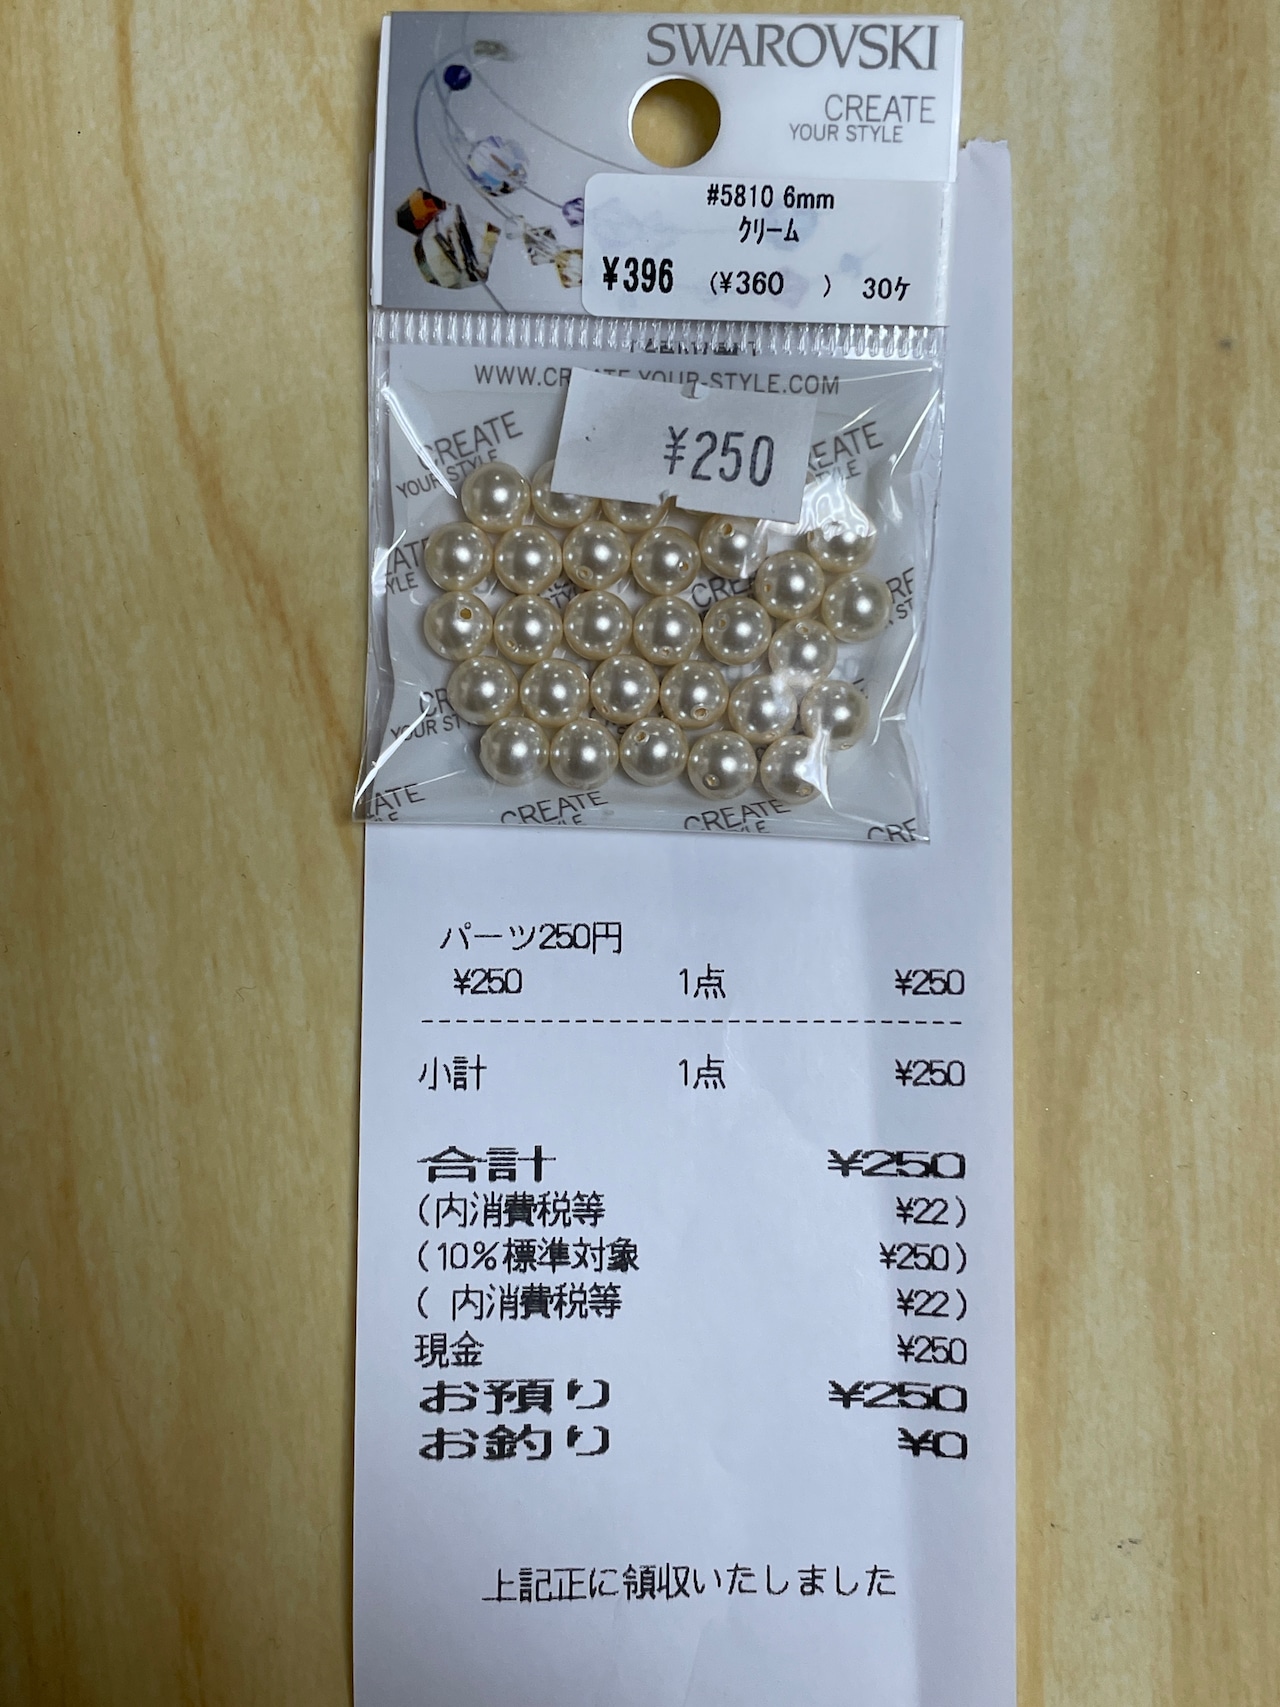 SWAROVSKI
CREATE
YOUR STYLE
#5810 6mm
クリーム
¥396 (¥360 ) 30ケ
WWW.CREATE-YOUR-STYLE.COM
¥250
CREATE
YOUR STYLE
CREATE
YOUR STYLE
CREATE
CREATE
パーツ250円
¥250 1点 ¥250
小計 1点 ¥250
合計 ¥250
(内消費税等 ¥22)
(10%標準対象 ¥250)
( 内消費税等 ¥22)
現金 ¥250
お預り ¥250
お釣り ¥0
上記正に領収いたしました